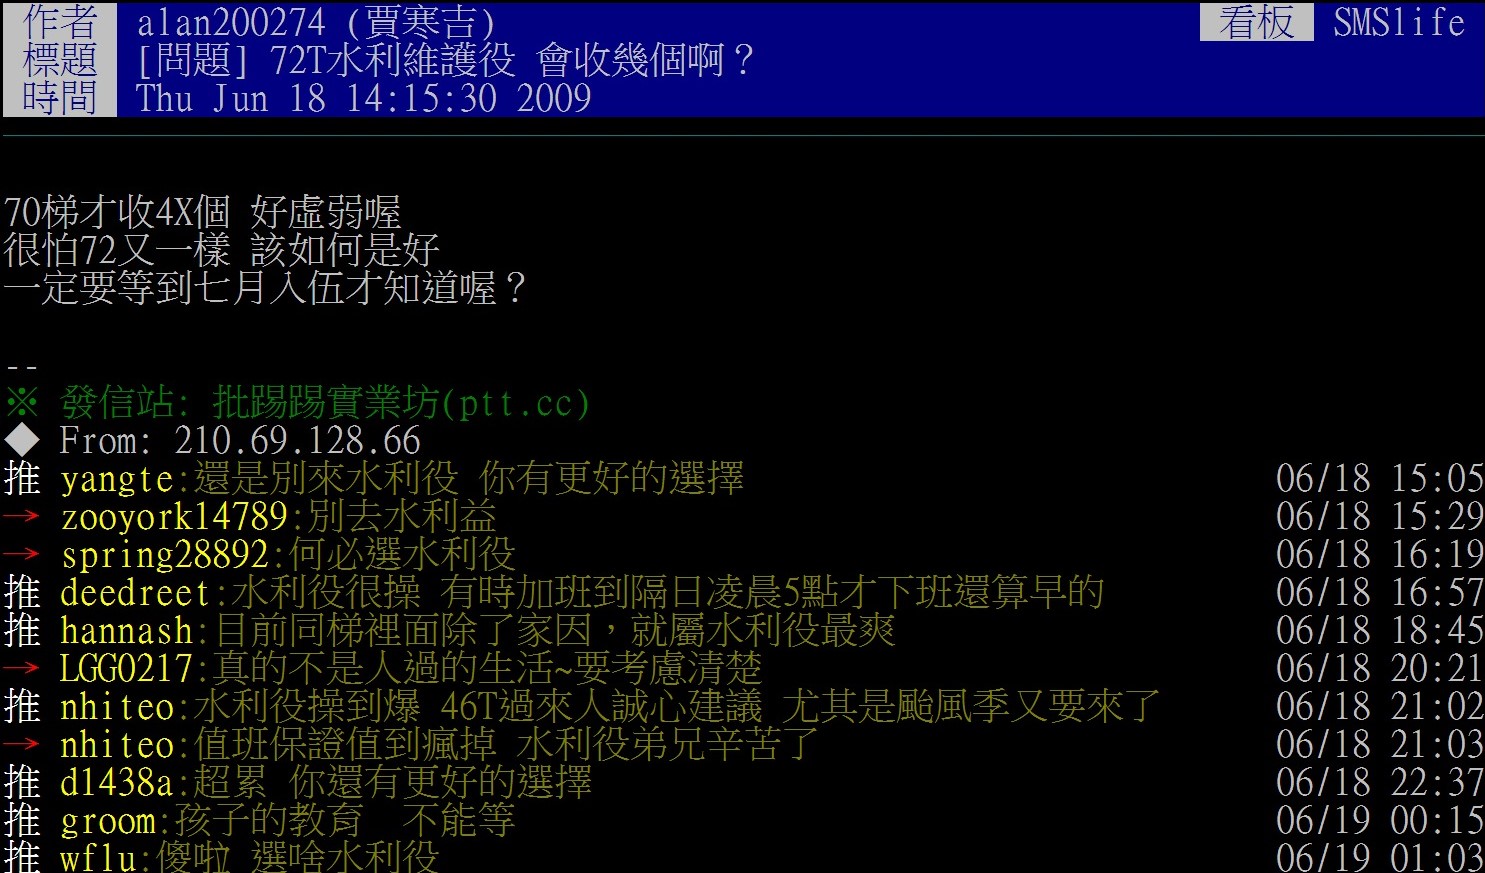 作者 alan200274 (賈寒吉) 看板 SMSlife
標題 [問題] 72T水利維護役 會收幾個啊？
時間 Thu Jun 18 14:15:30 2009
70梯才收4X個 好虛弱喔
很怕72又一樣 該如何是好
一定要等到七月入伍才知道喔？
--
※ 發信站: 批踢踢實業坊(ptt.cc)
◆ From: 210.69.128.66
推 yangte:還是別來水利役 你有更好的選擇 06/18 15:05
→ zooyork14789:別去水利益 06/18 15:29
→ spring28892:何必選水利役 06/18 16:19
推 deedreet:水利役很操 有時加班到隔日凌晨5點才下班還算早的 06/18 16:57
推 hannash:目前同梯裡面除了家因，就屬水利役最爽 06/18 18:45
→ LGG0217:真的不是人過的生活~要考慮清楚 06/18 20:21
推 nhiteo:水利役操到爆 46T過來人誠心建議 尤其是颱風季又要來了 06/18 21:02
→ nhiteo:值班保證值到瘋掉 水利役弟兄辛苦了 06/18 21:03
推 d1438a:超累 你還有更好的選擇 06/18 22:37
推 groom:孩子的教育 不能等 06/19 00:15
推 wflu:傻啦 選啥水利役 06/19 01:03